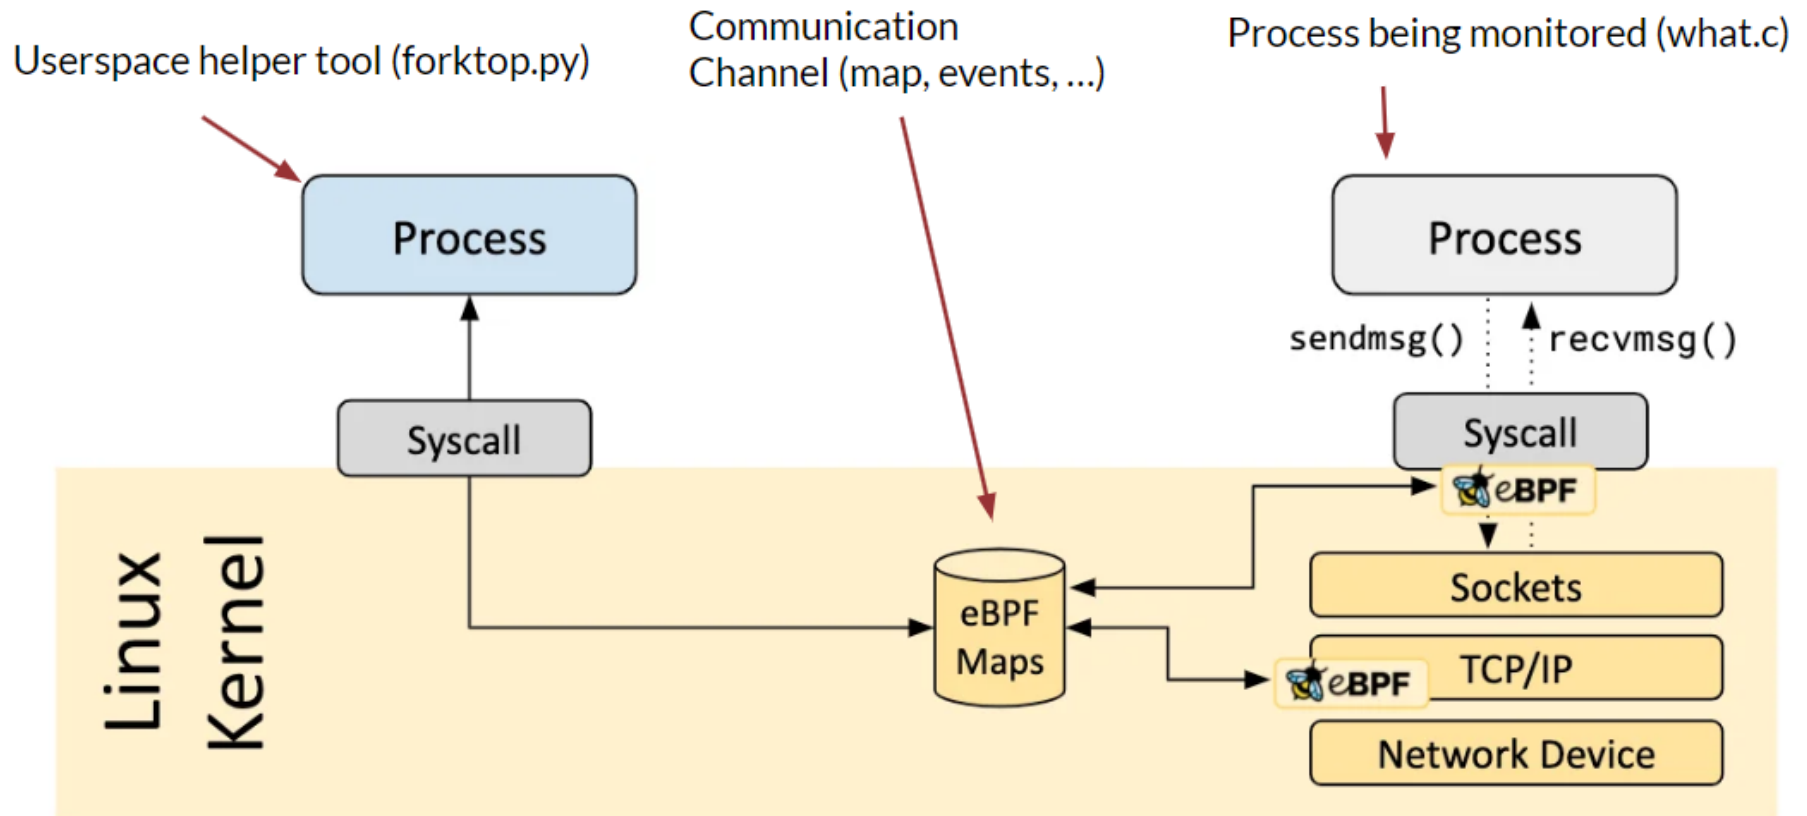 Userspace helper tool (forktop.py)
Communication
Channel (map, events, ...)
Process being monitored (what.c)
Process
Process
sendmsg()
recvmsg()
Syscall
Syscall
eBPF
Linux
Kernel
eBPF
Maps
Sockets
TCP/IP
eBPF
Network Device